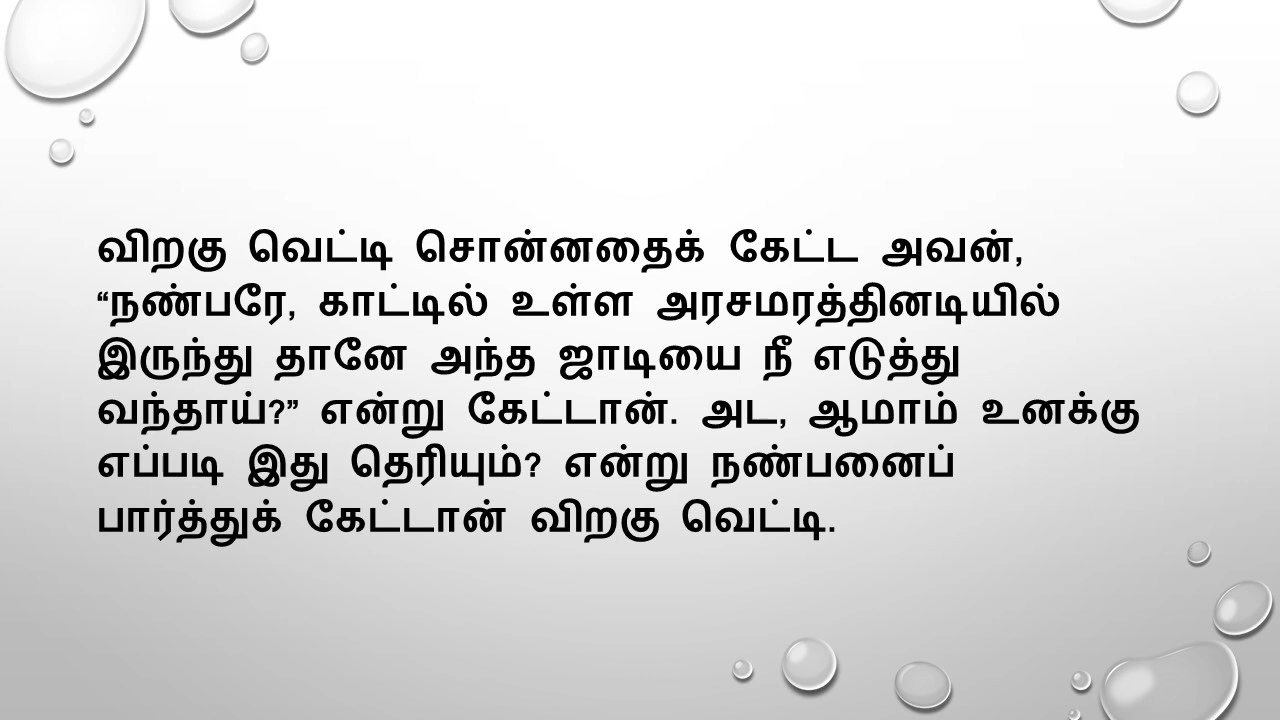 விறகு வெட்டி சொன்னதைக் கேட்ட அவன்,
“நண்பரே, காட்டில் உள்ள அரசமரத்தினடியில்
இருந்து தானே அந்த ஜாடியை நீ எடுத்து
வந்தாய்?” என்று கேட்டான். அட, ஆமாம் உனக்கு
எப்படி இது தெரியும்? என்று நண்பனைப்
பார்த்துக் கேட்டான் விறகு வெட்டி.